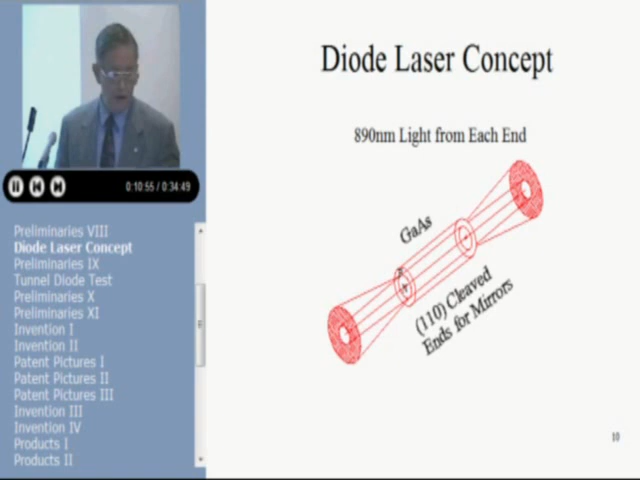 0:10:55 / 0:34:49
Preliminaries VIII
Diode Laser Concept
Preliminaries IX
Tunnel Diode Test
Preliminaries X
Preliminaries XI
Invention I
Invention II
Patent Pictures I
Patent Pictures II
Patent Pictures III
Invention III
Invention IV
Products I
Products II
Diode Laser Concept
890nm Light from Each End
GaAs
(110) Cleaved
Ends for Mirrors
10